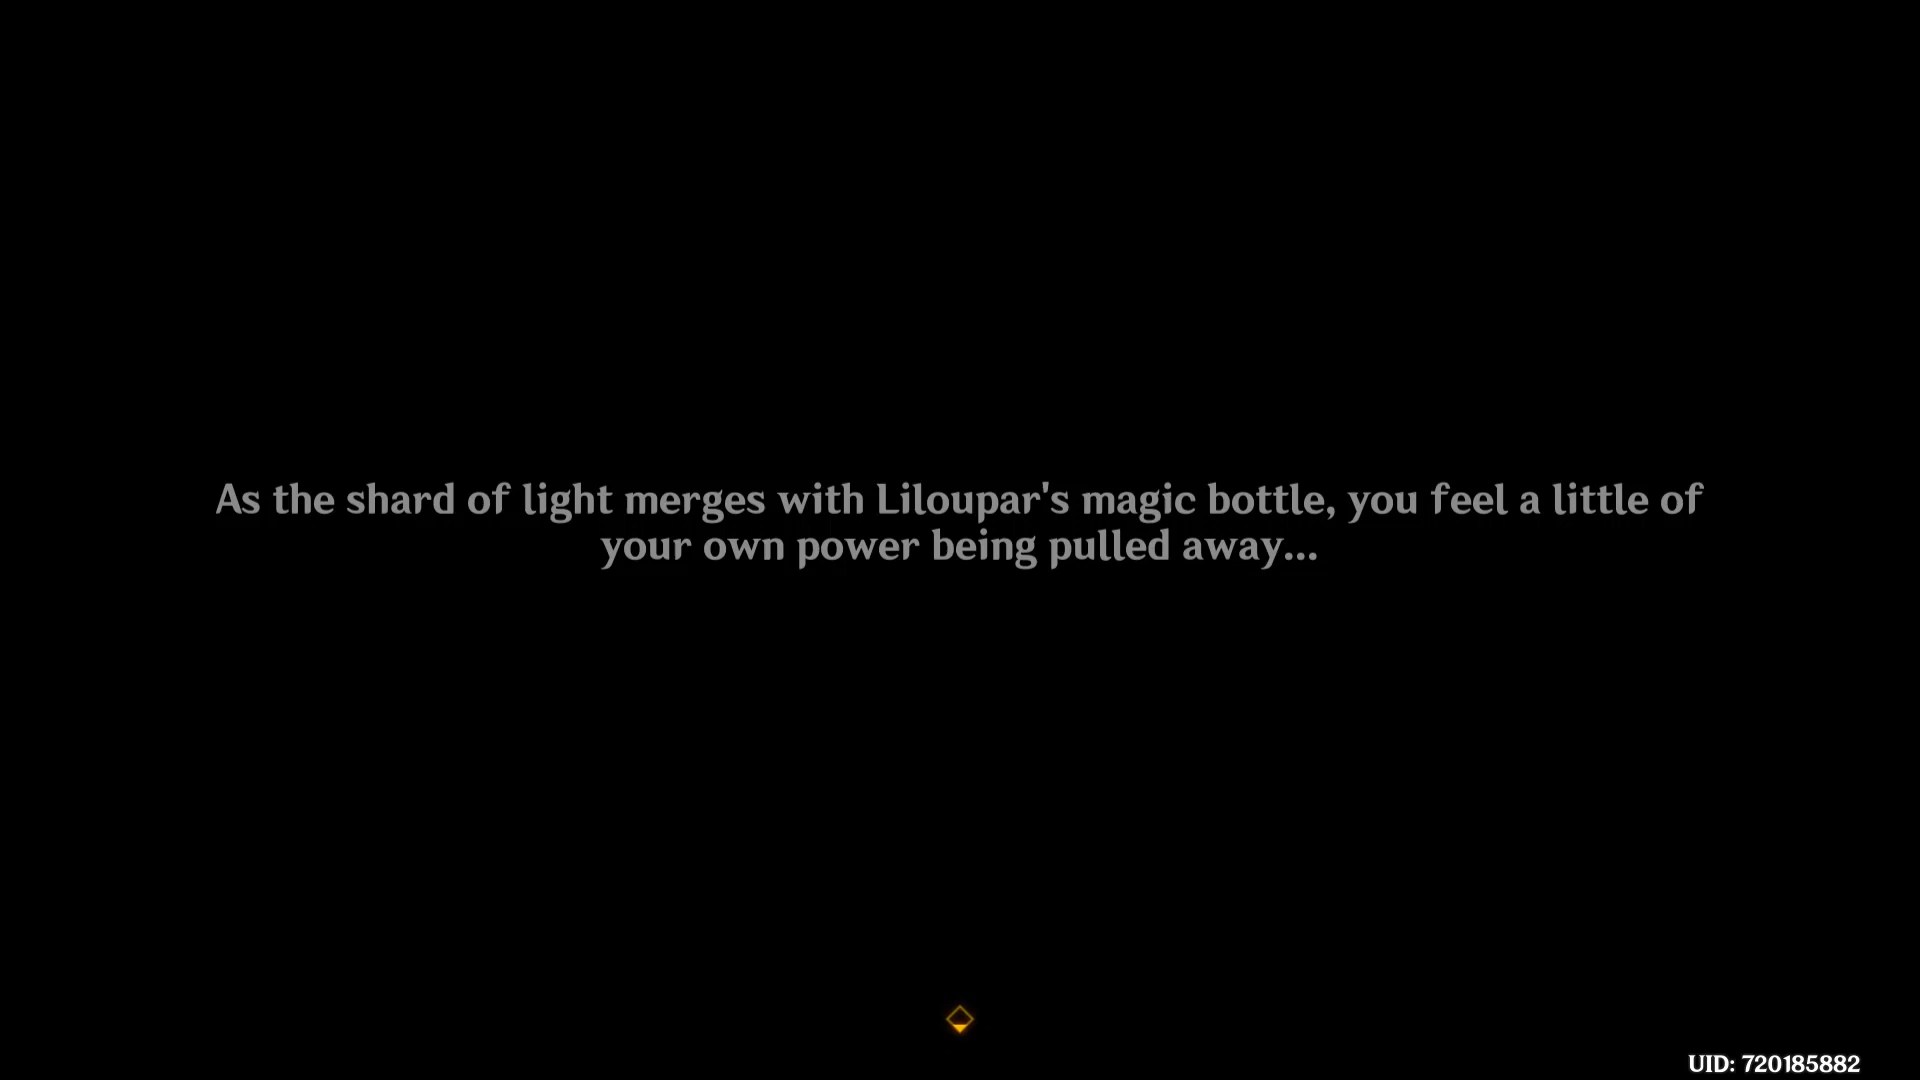 As the shard of light merges with Liloupar's magic bottle, you feel a little of
your own power being pulled away...
UID: 720185882